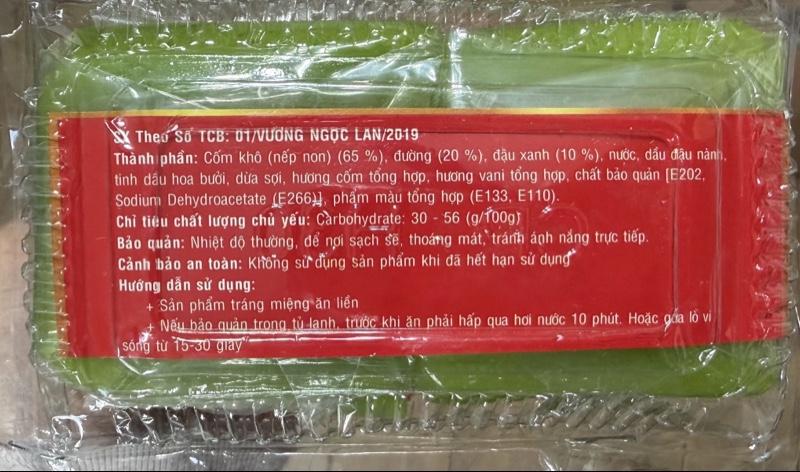 SX Theo Số TCB: 01/VƯƠNG NGỌC LAN/2019
Thành phần: Cốm khô (nếp non) (65 %), đường (20 %), đậu xanh (10 %), nước, dầu đậu nành,
tinh dầu hoa bưởi, dừa sợi, hương cốm tổng hợp, hương vani tổng hợp, chất bảo quản [E202,
Sodium Dehydroacetate (E266)], phẩm màu tổng hợp (E133, E110).
Chỉ tiêu chất lượng chủ yếu: Carbohydrate: 30 - 56 (g/100g)
Bảo quản: Nhiệt độ thường, để nơi sạch sẽ, thoáng mát, tránh ánh nắng trực tiếp.
Cảnh báo an toàn: Không sử dụng sản phẩm khi đã hết hạn sử dụng
Hướng dẫn sử dụng:
+ Sản phẩm tráng miệng ăn liền
+ Nếu bảo quản trong tủ lạnh, trước khi ăn phải hấp qua hơi nước 10 phút. Hoặc qua lò vi
sóng từ 15-30 giây